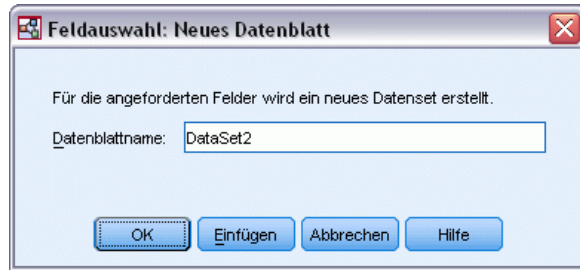 Feldauswahl: Neues Datenblatt
Für die angeforderten Felder wird ein neues Datenset erstellt.
Datenblattname: DataSet2
OK Einfügen Abbrechen Hilfe